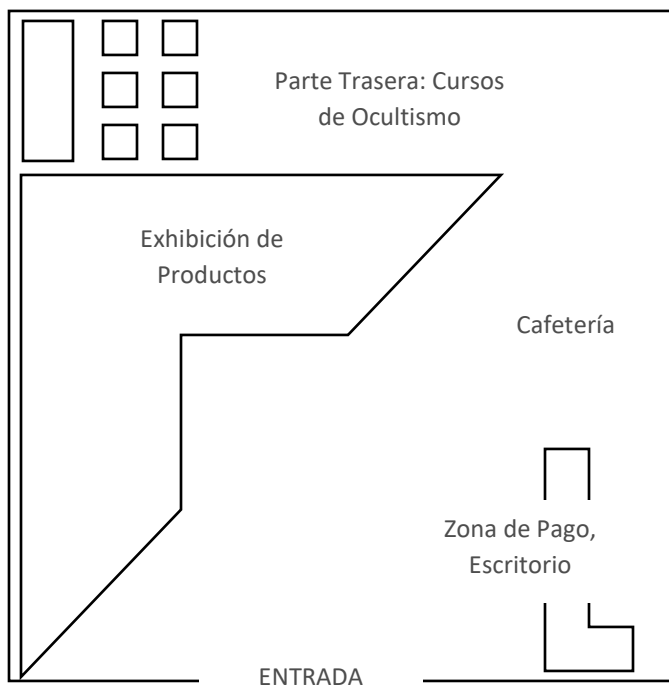 Parte Trasera: Cursos
de Ocultismo
Exhibición de
Productos
Cafetería
Zona de Pago,
Escritorio
ENTRADA